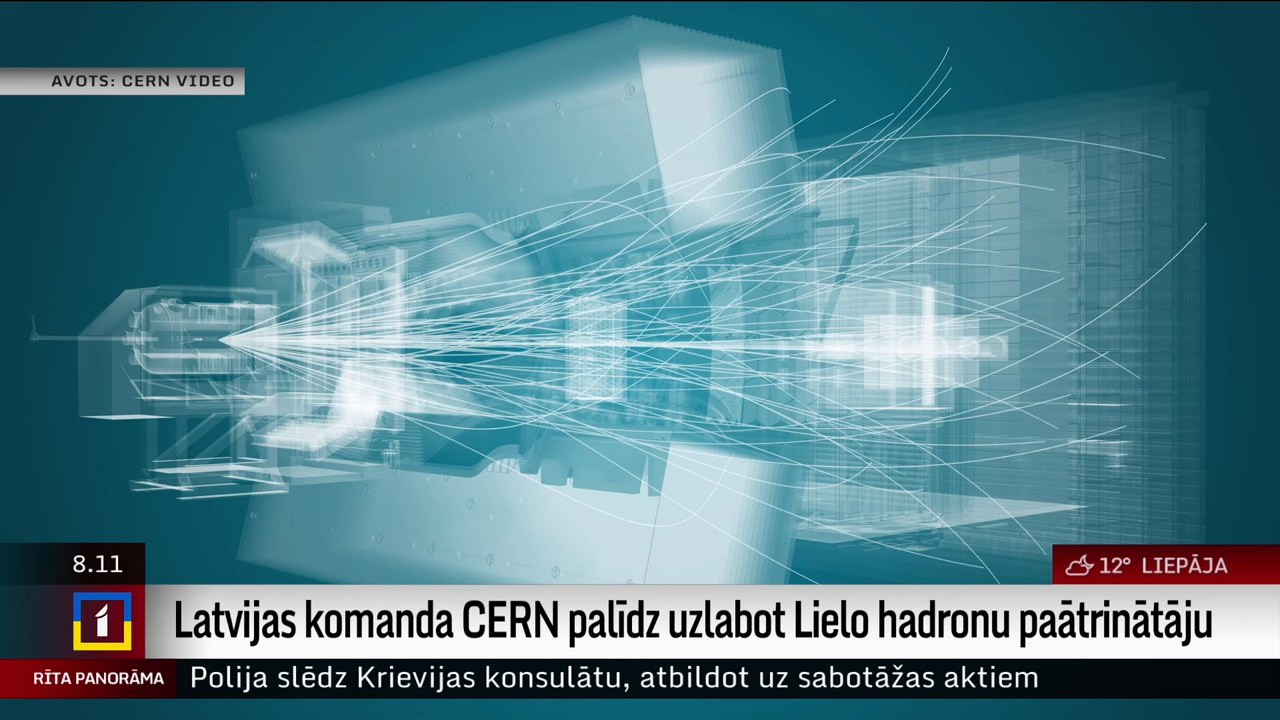 AVOTS: CERN VIDEO
8.11
12° LIEPĀJA
1
Latvijas komanda CERN palīdz uzlabot Lielo hadronu paātrinātāju
RĪTA PANORĀMA
Polija slēdz Krievijas konsulātu, atbildot uz sabotāžas aktiem